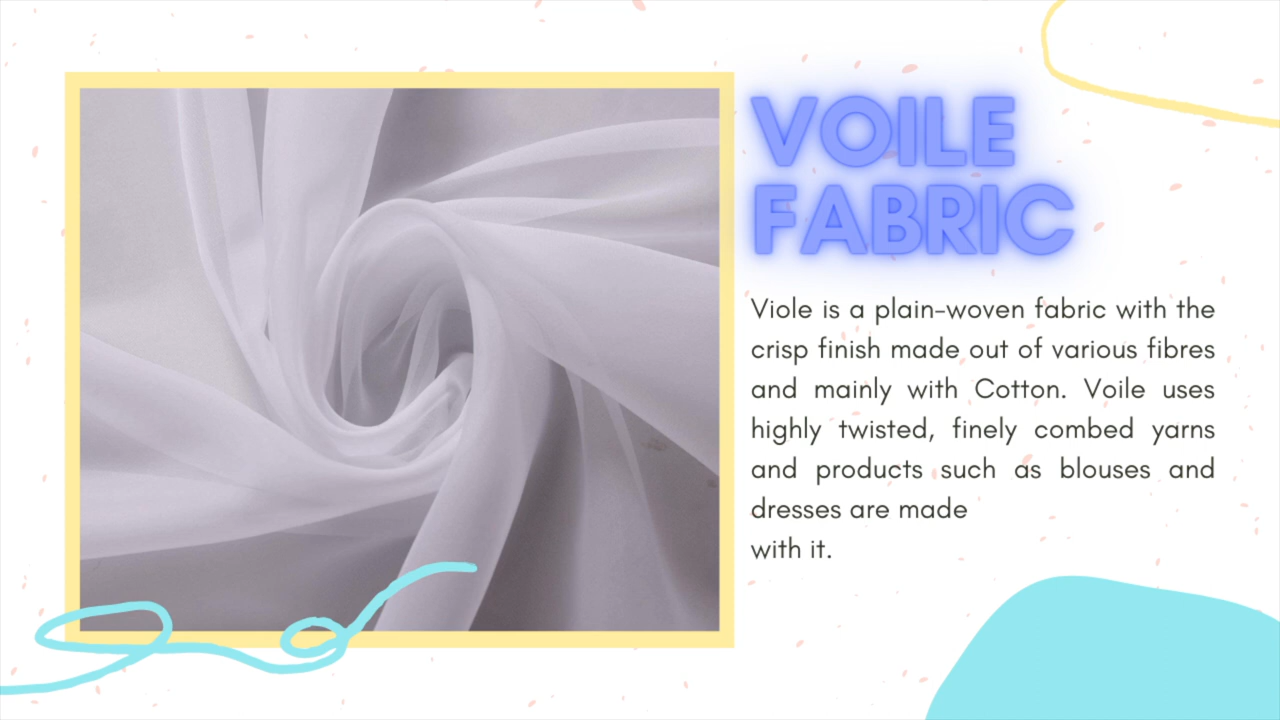 VOILE
FABRIC
Viole is a plain-woven fabric with the
crisp finish made out of various fibres
and mainly with Cotton. Voile uses
highly twisted, finely combed yarns
and products such as blouses and
dresses are made
with it.